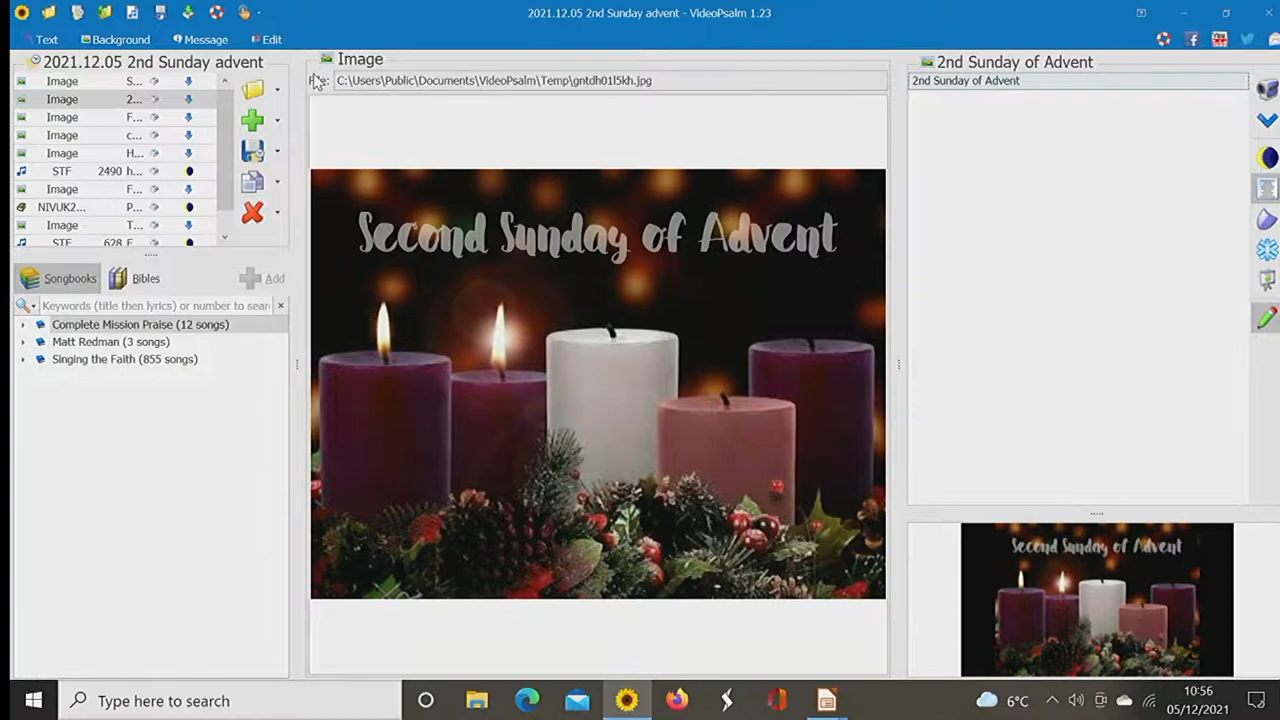 2021.12.05 2nd Sunday advent - VideoPsalm 1.23
Text Background Message Edit
2021.12.05 2nd Sunday advent
Image S...
Image 2...
Image F...
Image c...
Image H...
STF 2490 h...
Image F...
NIVUK2... P...
Image T...
STF 628 F
Songbooks Bibles Add
Keywords (title then lyrics) or number to sear
Complete Mission Praise (12 songs)
Matt Redman (3 songs)
Singing the Faith (855 songs)
Image
C:\Users\Public\Documents\VideoPsalm\Temp\gntdh01l5kh.jpg
Second Sunday of Advent
2nd Sunday of Advent
2nd Sunday of Advent
Second Sunday of Advent
Type here to search
6°C
10:56
05/12/2021